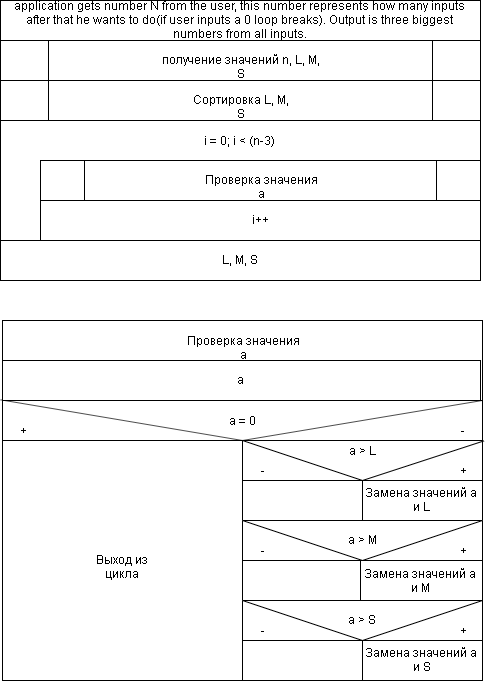 application gets number N from the user, this number represents how many inputs
after that he wants to do(if user inputs a 0 loop breaks). Output is three biggest
numbers from all inputs.
получение значений n, L, M,
S
Сортировка L, M,
S
i = 0; i < (n-3)
Проверка значения
a
i++
L, M, S
Проверка значения
a
a
a = 0
+
-
a > L
-
+
Замена значений a
и L
a > M
-
+
Замена значений a
и M
Выход из
цикла
a > S
-
+
Замена значений a
и S